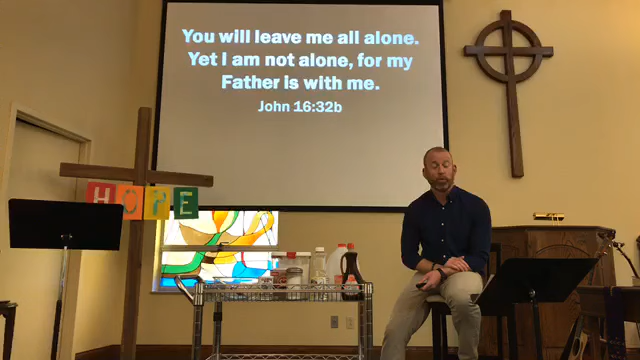 You will leave me all alone.
Yet I am not alone, for my
Father is with me.
John 16:32b
HOPE